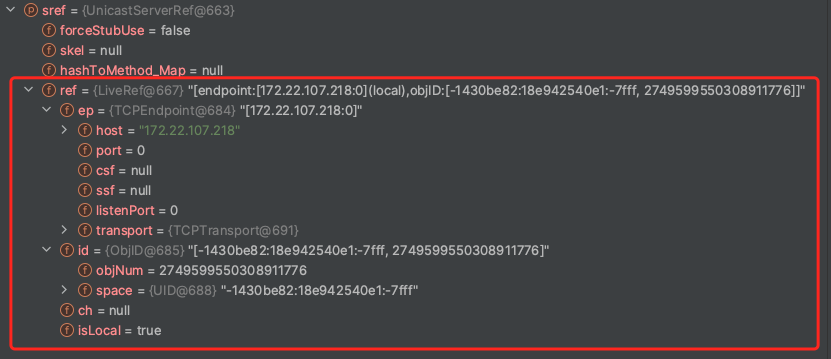 p sref = {UnicastServerRef@663}
f forceStubUse = false
f skel = null
f hashToMethod_Map = null
f ref = {LiveRef@667} "[endpoint:[172.22.107.218:0](local),objID:[-1430be82:18e942540e1:-7fff, 2749599550308911776]]"
f ep = {TCPEndpoint@684} "[172.22.107.218:0]"
f host = "172.22.107.218"
f port = 0
f csf = null
f ssf = null
f listenPort = 0
f transport = {TCPTransport@691}
f id = {ObjID@685} "[-1430be82:18e942540e1:-7fff, 2749599550308911776]"
f objNum = 2749599550308911776
f space = {UID@688} "-1430be82:18e942540e1:-7fff"
f ch = null
f isLocal = true